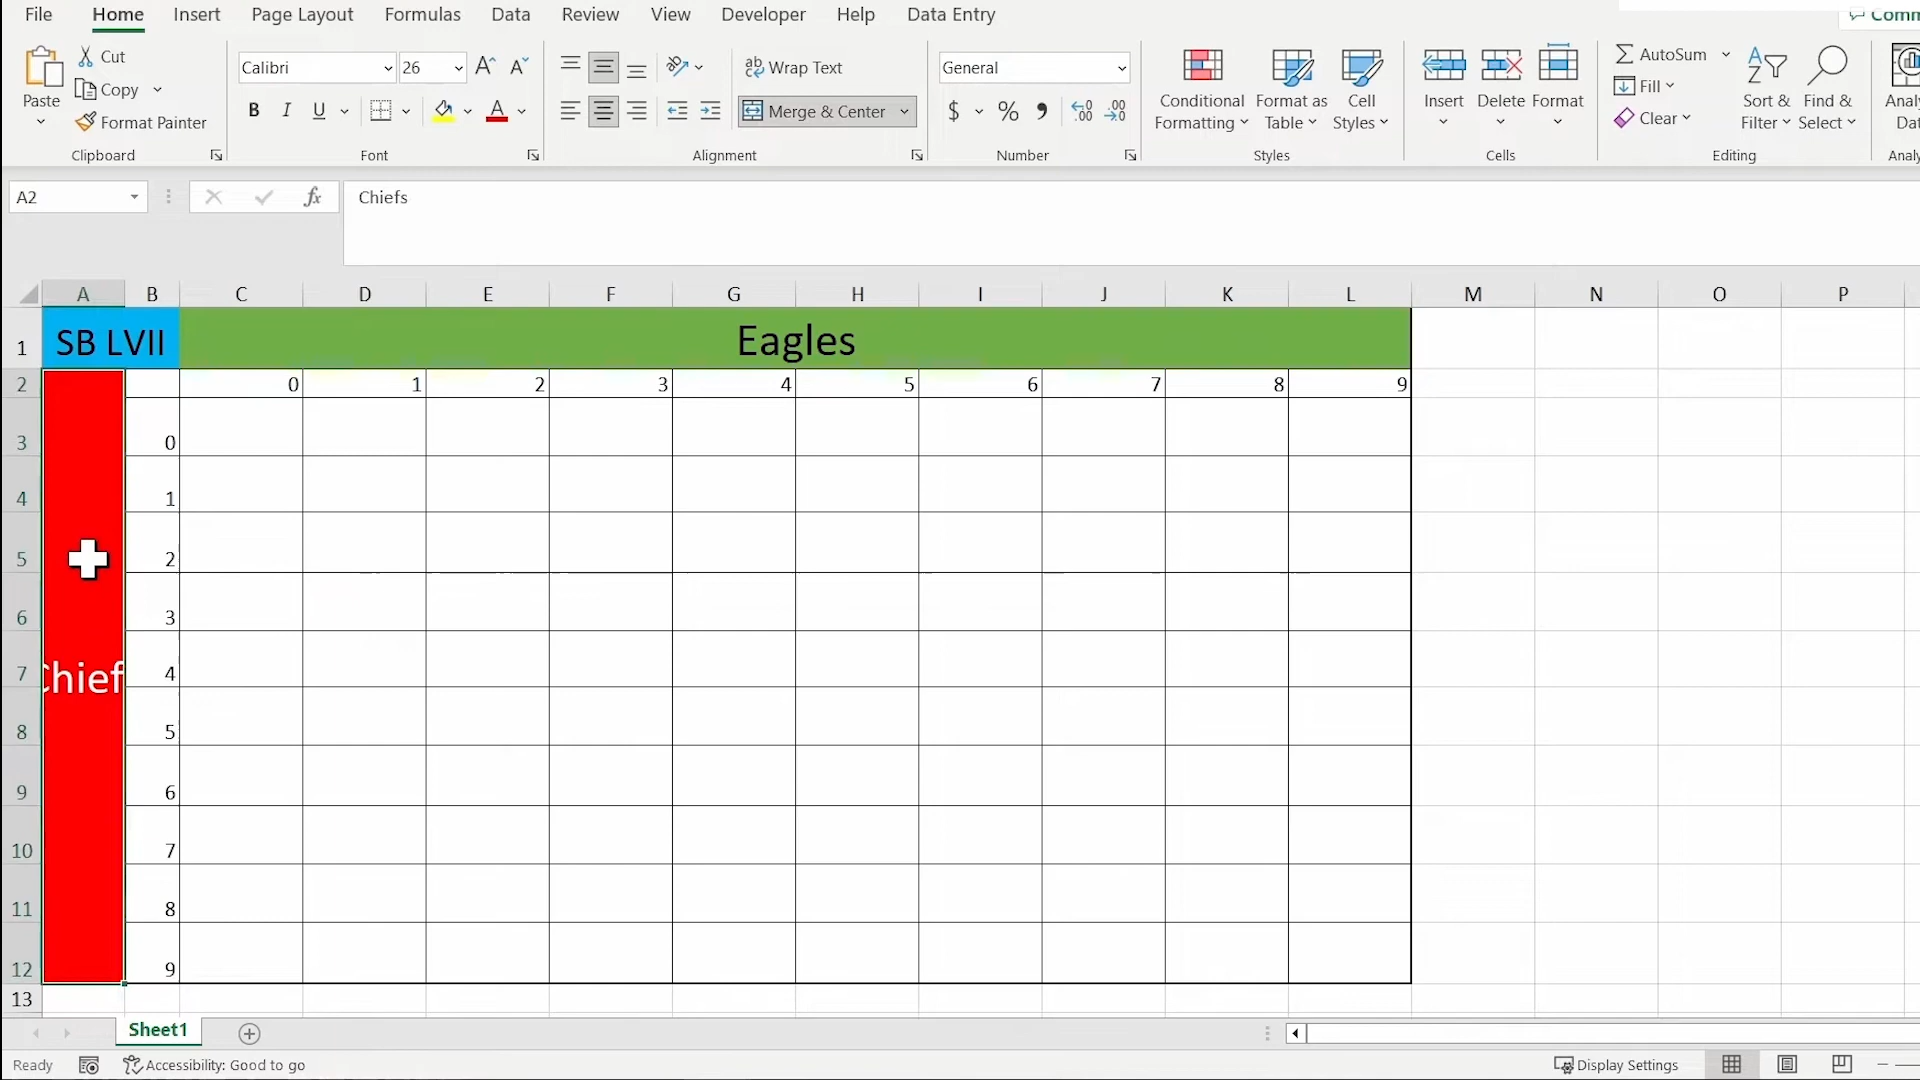 File Home Insert Page Layout Formulas Data Review View Developer Help Data Entry
Cut
Copy
Format Painter
Paste
Clipboard
Calibri 26
B I U A
Font
Wrap Text
Merge & Center
Alignment
General
$ % , .00
Number
Conditional Formatting
Format as Table
Cell Styles
Styles
Insert Delete Format
Cells
AutoSum
Fill
Clear
Sort & Filter
Find & Select
Editing
A2 fx Chiefs
A B C D E F G H I J K L M N O P
1 SB LVII Eagles
2 0 1 2 3 4 5 6 7 8 9
3 0
4 1
5 2
6 3
7 Chief 4
8 5
9 6
10 7
11 8
12 9
13
Sheet1
Ready Accessibility: Good to go Display Settings